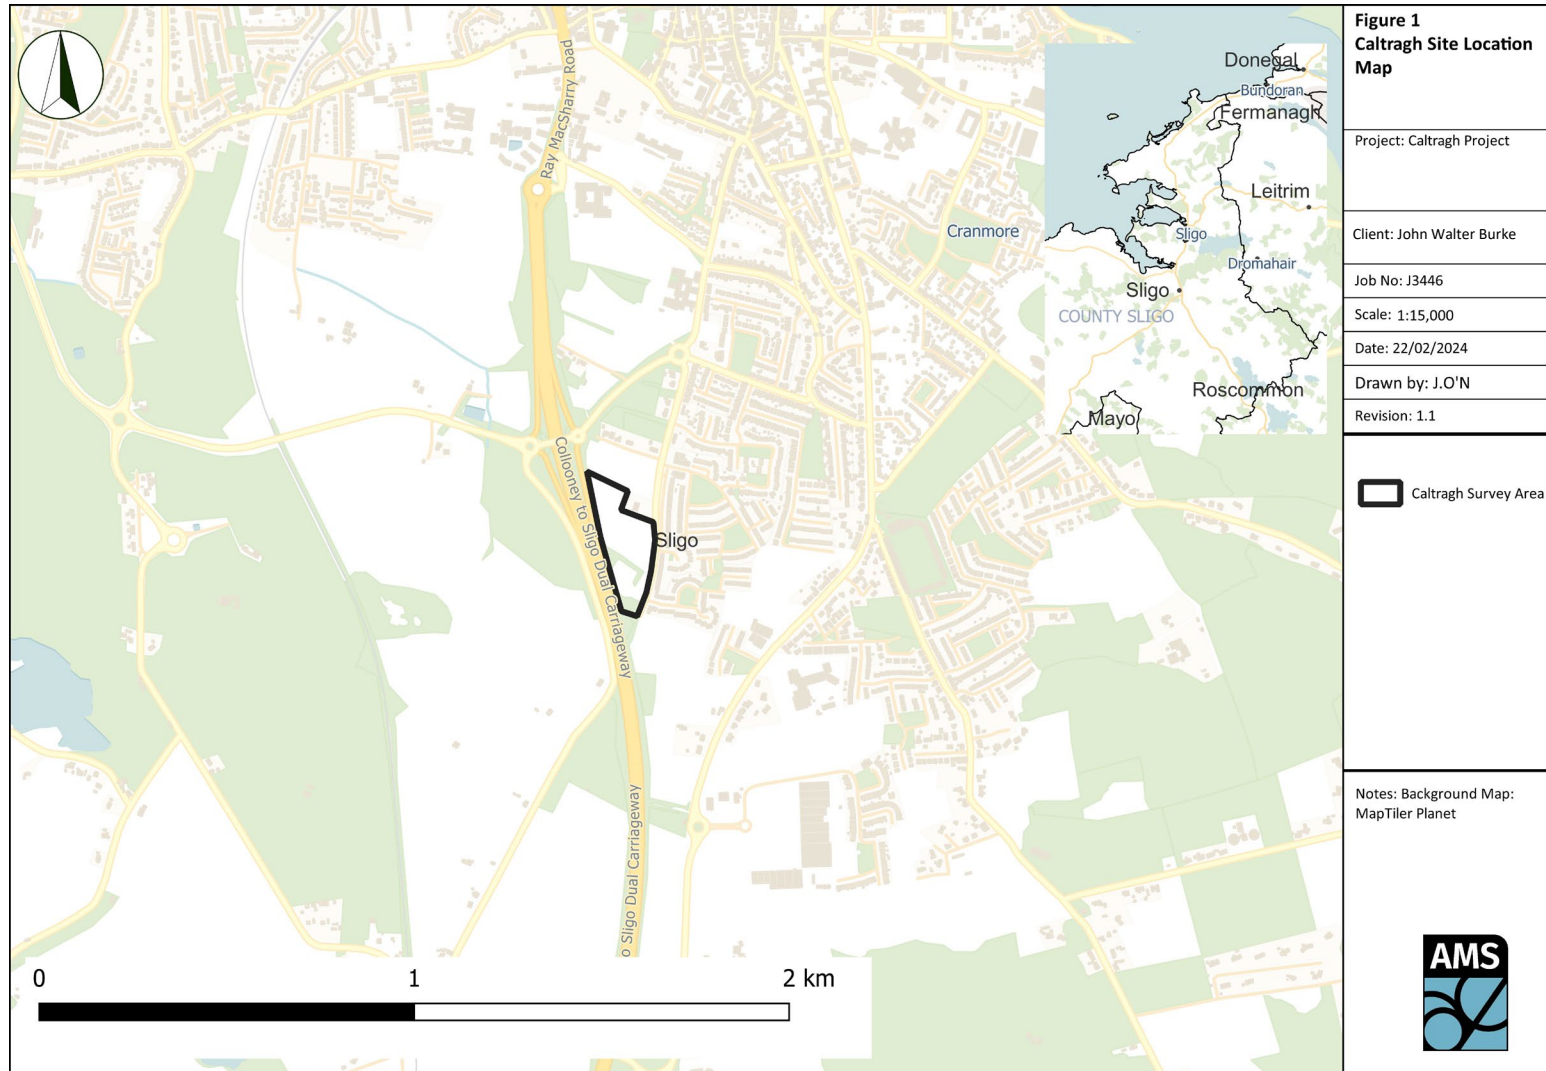 Figure 1
Caltragh Site Location
Map
Project: Caltragh Project
Client: John Walter Burke
Job No: J3446
Scale: 1:15,000
Date: 22/02/2024
Drawn by: J.O'N
Revision: 1.1
Caltragh Survey Area
Notes: Background Map:
MapTiler Planet
AMS
Ray MacSharry Road
Cranmore
Collooney to Sligo Dual Carriageway
Sligo
o Sligo Dual Carriageway
Donegal
Bundoran
Fermanagh
Leitrim
Sligo
Dromahair
Sligo
COUNTY SLIGO
Roscommon
Mayo
0 1 2 km